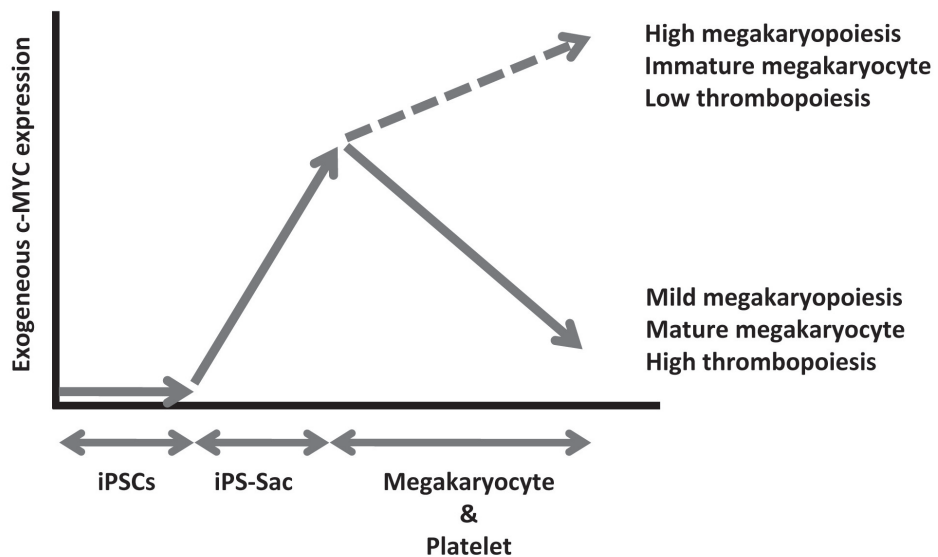 Exogeneous c-MYC expression
High megakaryopoiesis
Immature megakaryocyte
Low thrombopoiesis
Mild megakaryopoiesis
Mature megakaryocyte
High thrombopoiesis
iPSCs
iPS-Sac
Megakaryocyte
&
Platelet